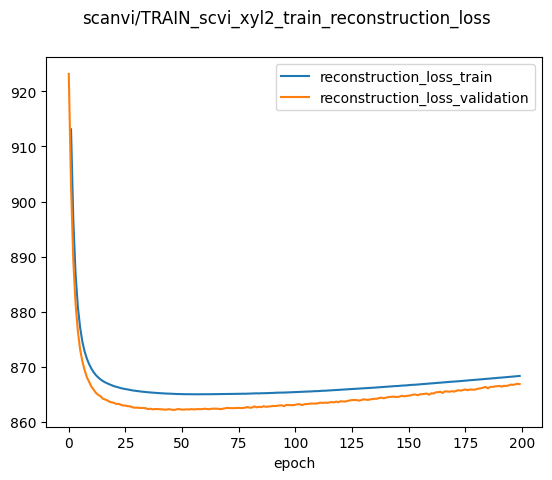 scanvi/TRAIN_scvi_xyl2_train_reconstruction_loss
reconstruction_loss_train
reconstruction_loss_validation
920
910
900
890
880
870
860
0 25 50 75 100 125 150 175 200
epoch